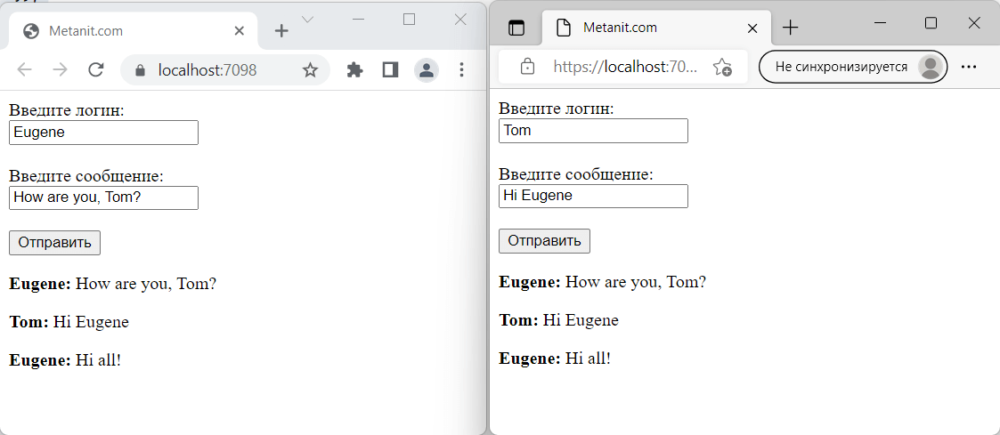 Metanit.com
localhost:7098
Введите логин:
Eugene
Введите сообщение:
How are you, Tom?
Отправить
Eugene: How are you, Tom?
Tom: Hi Eugene
Eugene: Hi all!
Metanit.com
https://localhost:70...
Не синхронизируется
Введите логин:
Tom
Введите сообщение:
Hi Eugene
Отправить
Eugene: How are you, Tom?
Tom: Hi Eugene
Eugene: Hi all!